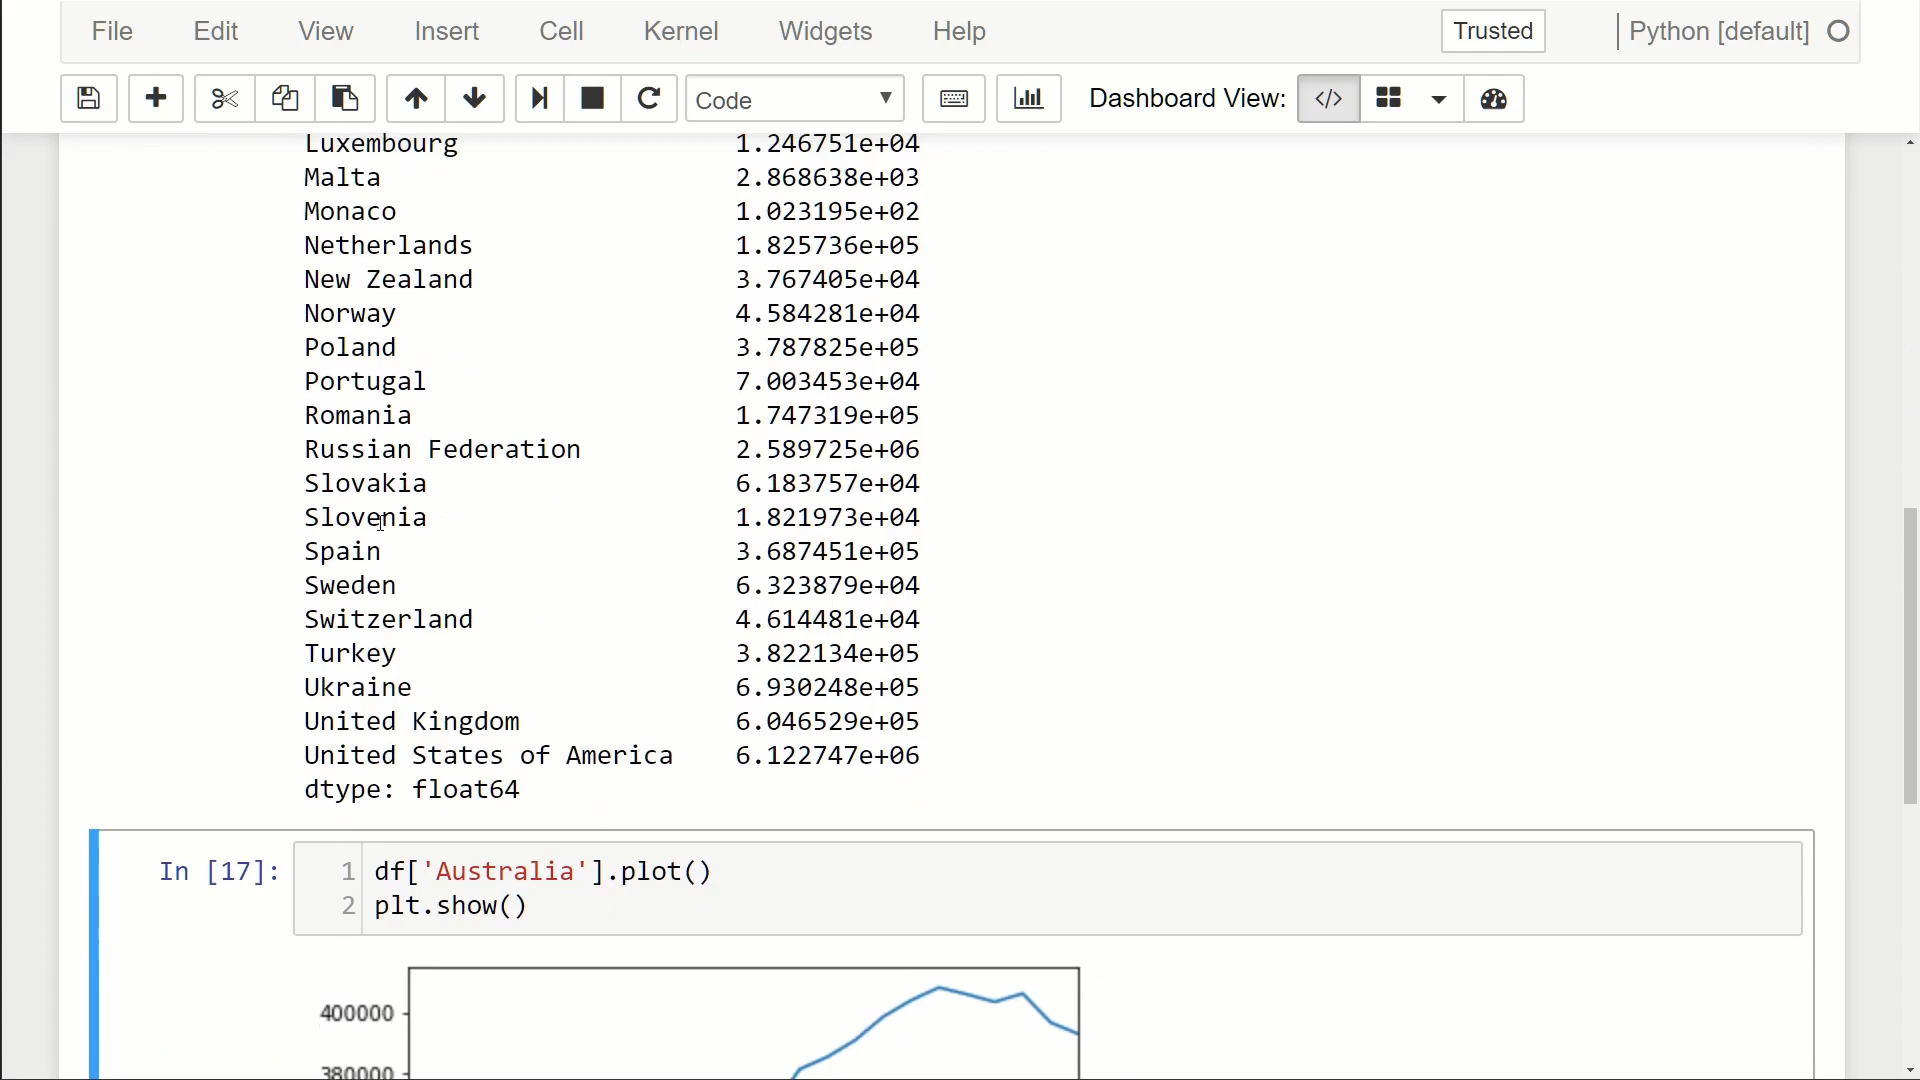 File Edit View Insert Cell Kernel Widgets Help Trusted Python [default]
Code Dashboard View: </>
Luxembourg 1.246751e+04
Malta 2.868638e+03
Monaco 1.023195e+02
Netherlands 1.825736e+05
New Zealand 3.767405e+04
Norway 4.584281e+04
Poland 3.787825e+05
Portugal 7.003453e+04
Romania 1.747319e+05
Russian Federation 2.589725e+06
Slovakia 6.183757e+04
Slovenia 1.821973e+04
Spain 3.687451e+05
Sweden 6.323879e+04
Switzerland 4.614481e+04
Turkey 3.822134e+05
Ukraine 6.930248e+05
United Kingdom 6.046529e+05
United States of America 6.122747e+06
dtype: float64
In [17]: 1 df['Australia'].plot()
2 plt.show()
400000
380000